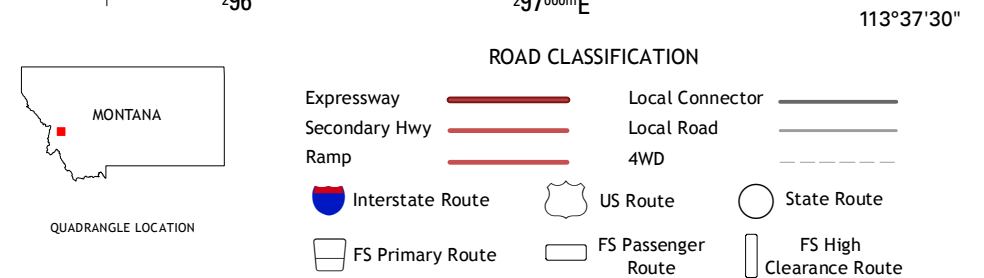 ²96
²97⁰⁰⁰ᵐE
113°37'30"
ROAD CLASSIFICATION
MONTANA
QUADRANGLE LOCATION
Expressway
Secondary Hwy
Ramp
Local Connector
Local Road
4WD
Interstate Route
US Route
State Route
FS Primary Route
FS Passenger
Route
FS High
Clearance Route